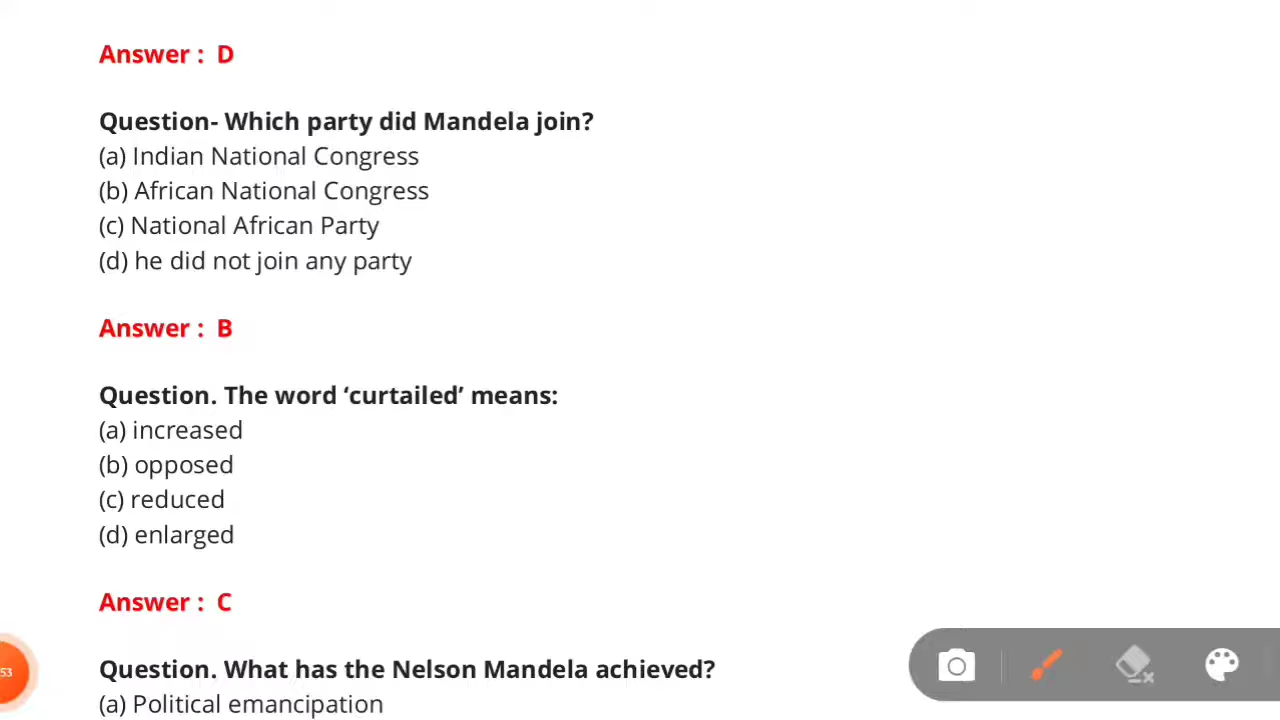 Answer : D
Question- Which party did Mandela join?
(a) Indian National Congress
(b) African National Congress
(c) National African Party
(d) he did not join any party
Answer : B
Question. The word ‘curtailed’ means:
(a) increased
(b) opposed
(c) reduced
(d) enlarged
Answer : C
53
Question. What has the Nelson Mandela achieved?
(a) Political emancipation